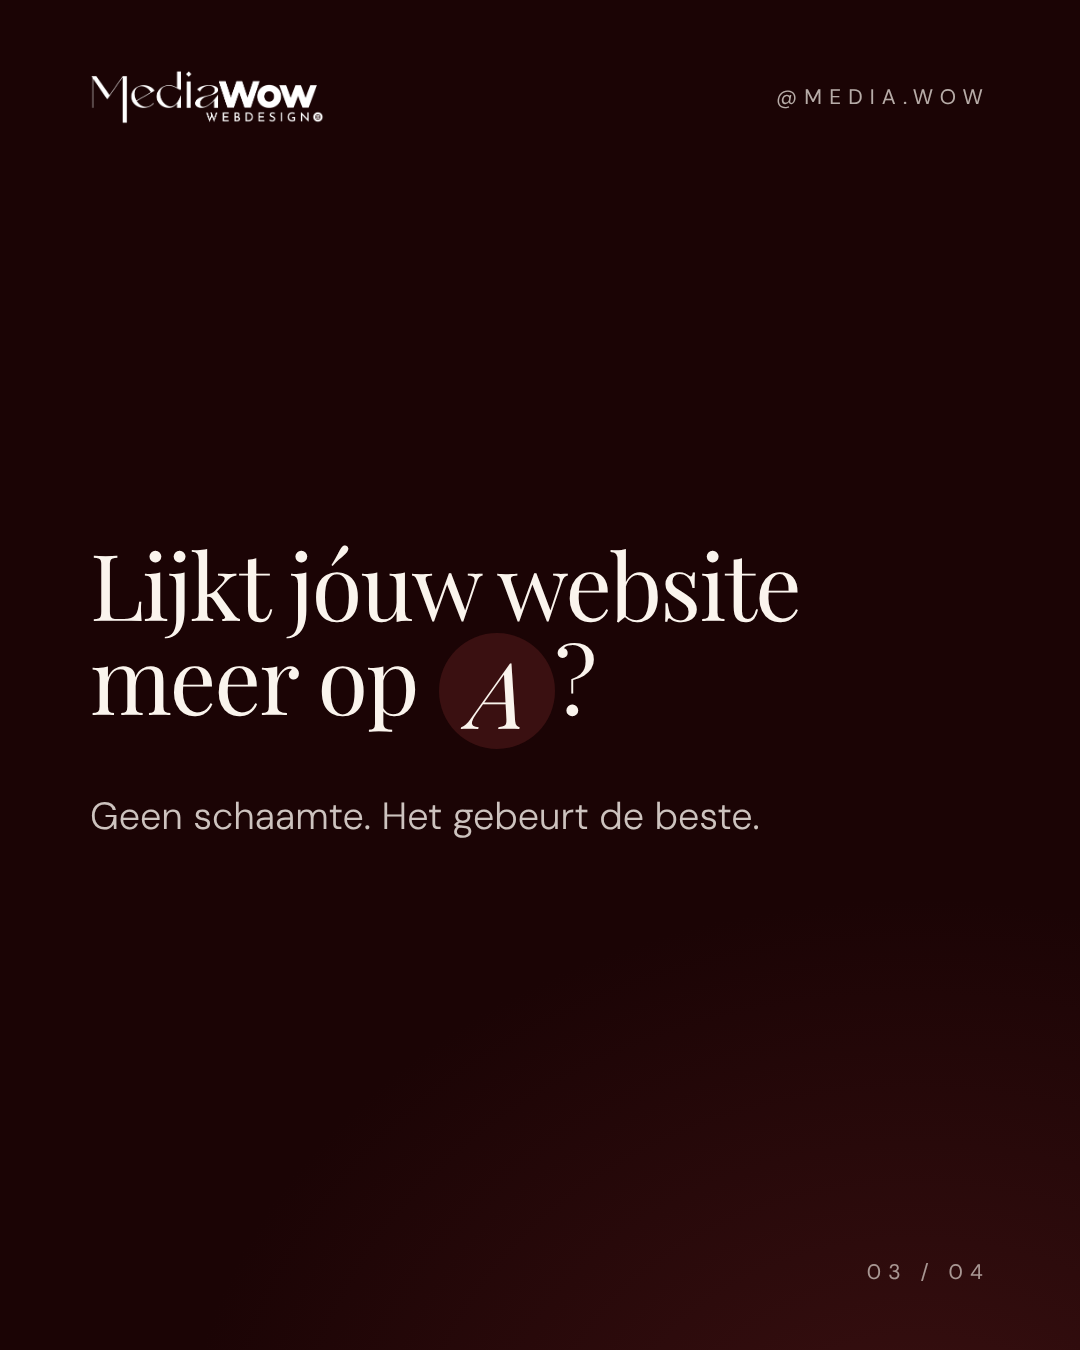 MediaWow
WEBDESIGN
@MEDIA.WOW
Lijkt jóuw website
meer op A?
Geen schaamte. Het gebeurt de beste.
03 / 04